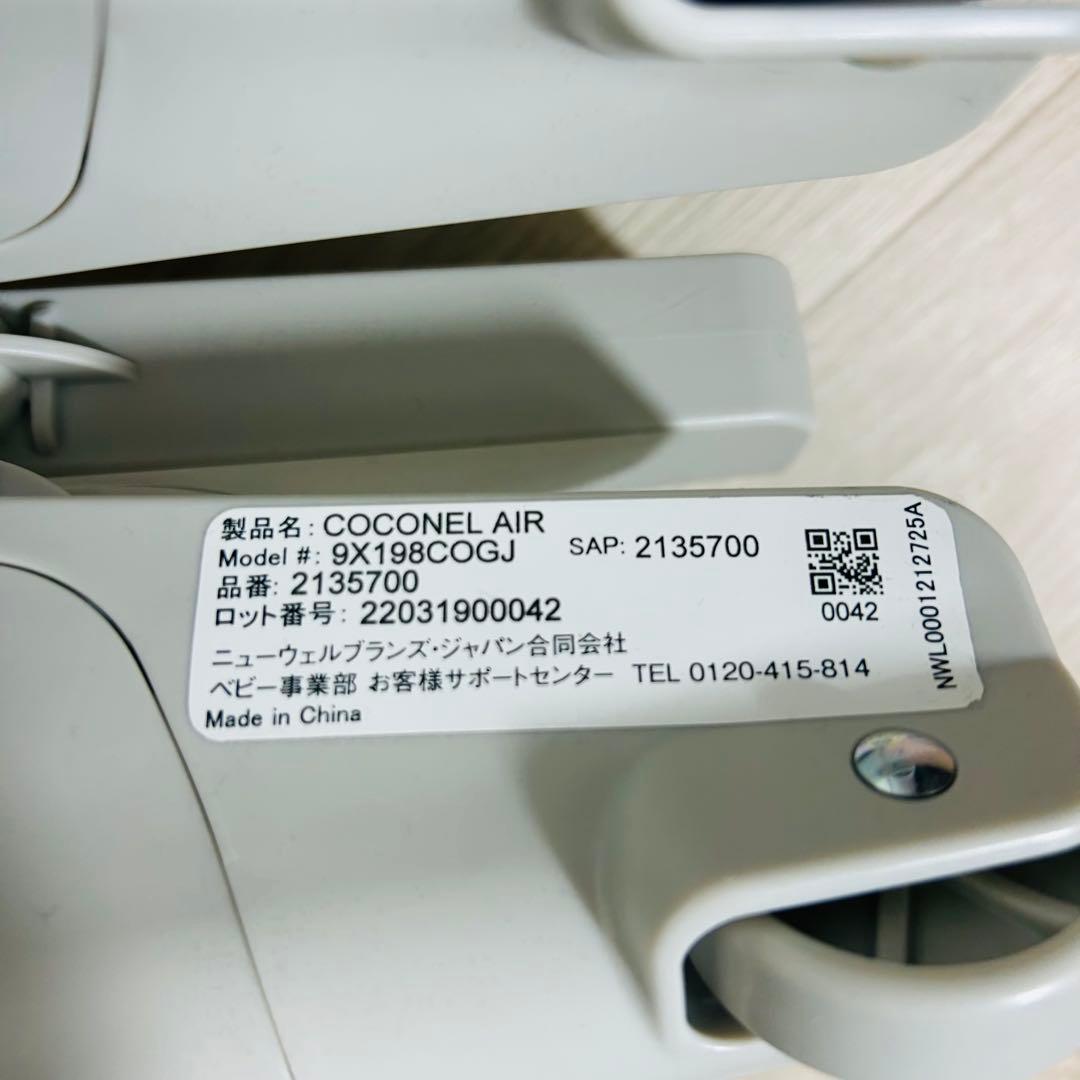 製品名: COCONEL AIR
Model #: 9X198COGJ
SAP: 2135700
品番: 2135700
ロット番号: 22031900042
0042
ニューウェルブランズ・ジャパン合同会社
ベビー事業部 お客様サポートセンター TEL 0120-415-814
Made in China
NWL0001212725A